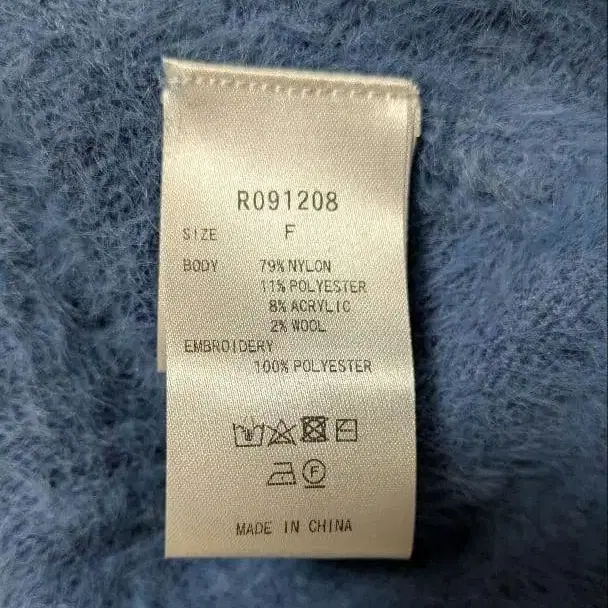 R091208
SIZE F
BODY 79% NYLON
11% POLYESTER
8% ACRYLIC
2% WOOL
EMBROIDERY
100% POLYESTER
F
MADE IN CHINA